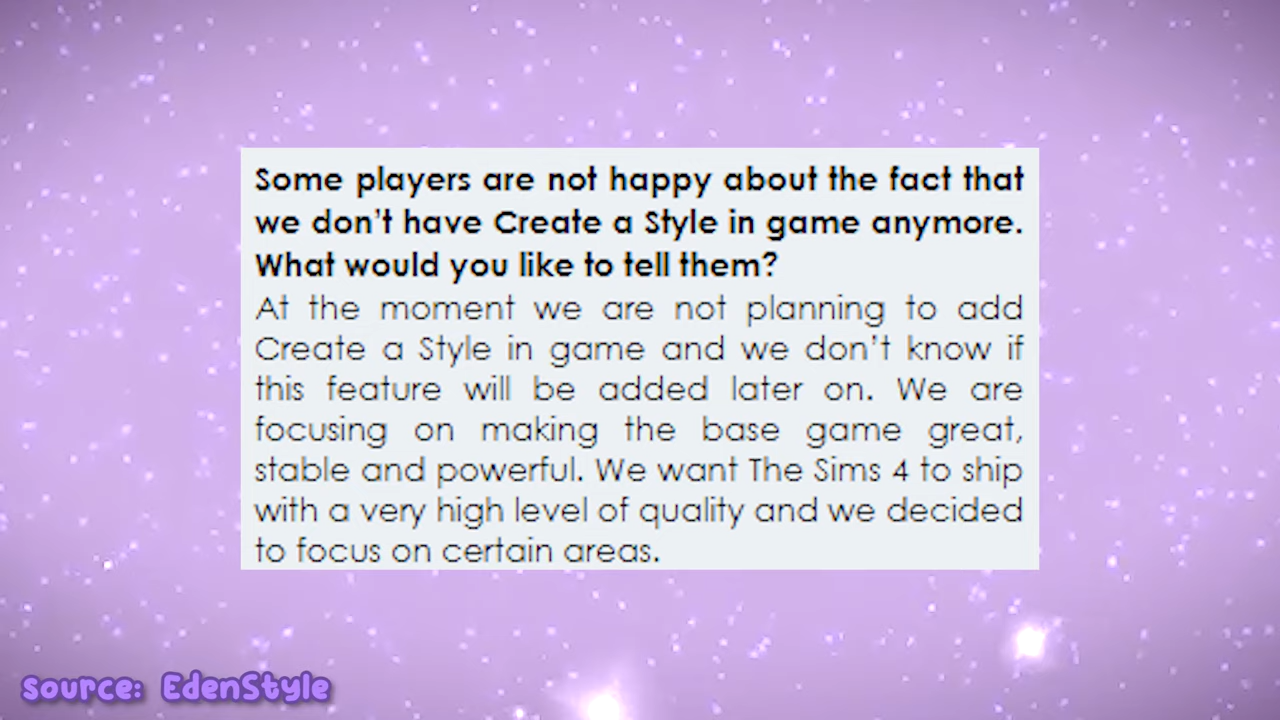 Some players are not happy about the fact that
we don't have Create a Style in game anymore.
What would you like to tell them?
At the moment we are not planning to add
Create a Style in game and we don't know if
this feature will be added later on. We are
focusing on making the base game great,
stable and powerful. We want The Sims 4 to ship
with a very high level of quality and we decided
to focus on certain areas.
source: EdenStyle